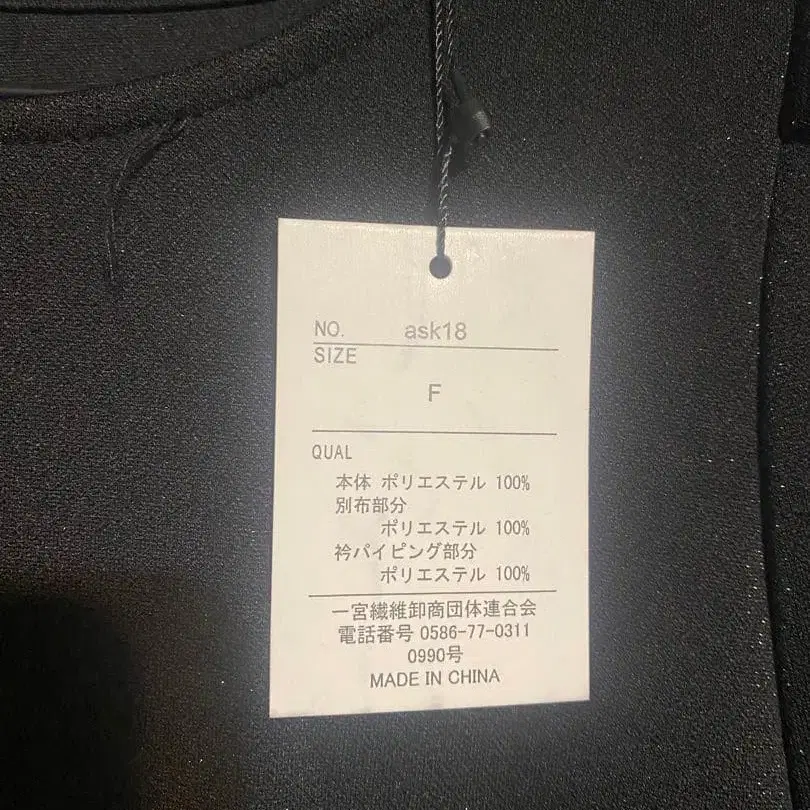 NO. ask18
SIZE
F
QUAL
本体 ポリエステル 100%
別布部分
ポリエステル 100%
衿パイピング部分
ポリエステル 100%
一宮繊維卸商団体連合会
電話番号 0586-77-0311
0990号
MADE IN CHINA